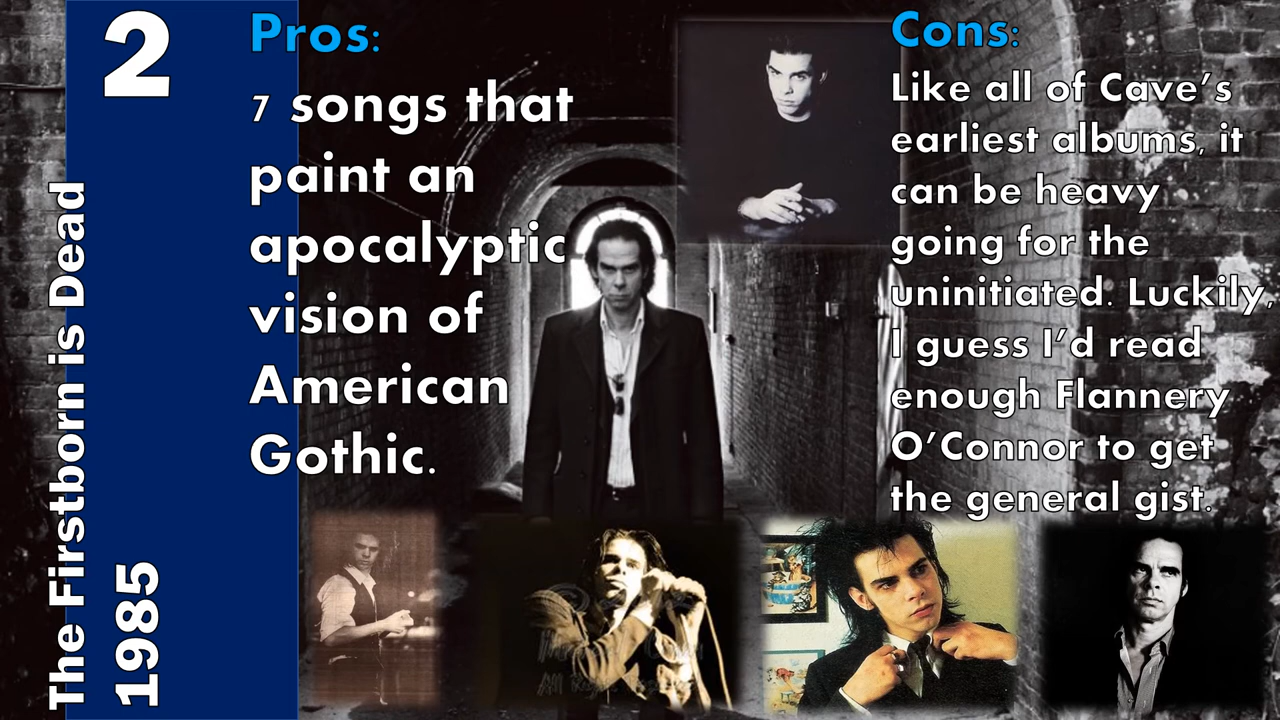 2
The Firstborn is Dead
1985
Pros:
7 songs that
paint an
apocalyptic
vision of
American
Gothic.
Cons:
Like all of Cave's
earliest albums, it
can be heavy
going for the
uninitiated. Luckily,
I guess I'd read
enough Flannery
O'Connor to get
the general gist.